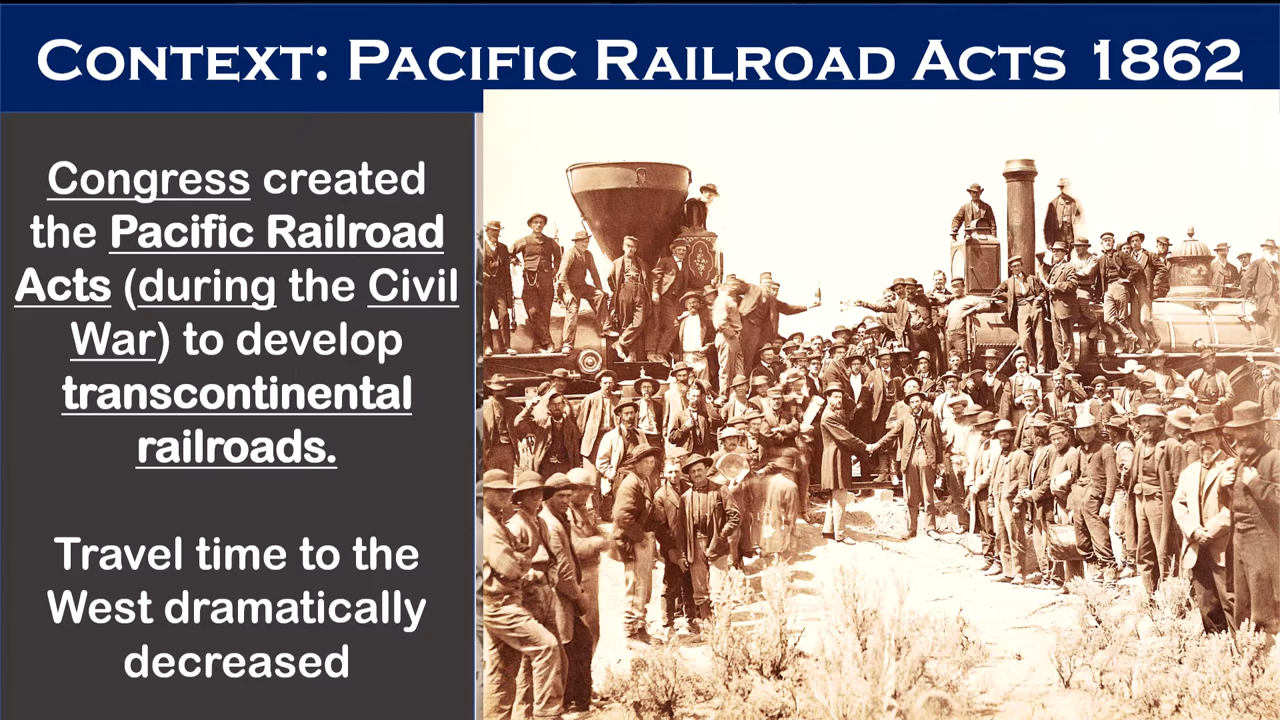 Context: Pacific Railroad Acts 1862
Congress created
the Pacific Railroad
Acts (during the Civil
War) to develop
transcontinental
railroads.
Travel time to the
West dramatically
decreased